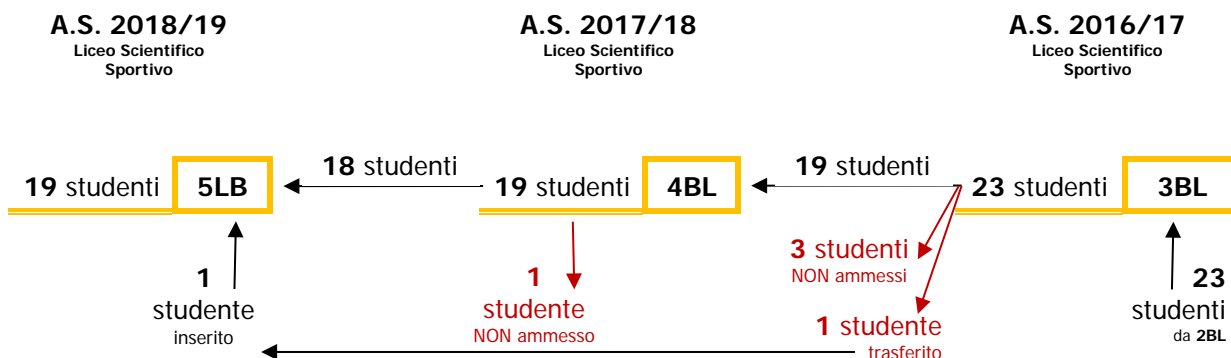 A.S. 2018/19
Liceo Scientifico
Sportivo
A.S. 2017/18
Liceo Scientifico
Sportivo
A.S. 2016/17
Liceo Scientifico
Sportivo
19 studenti
5LB
18 studenti
19 studenti
4BL
19 studenti
23 studenti
3BL
1
studente
inserito
1
studente
NON ammesso
3 studenti
NON ammessi
1 studente
trasferito
23
studenti
da 2BL